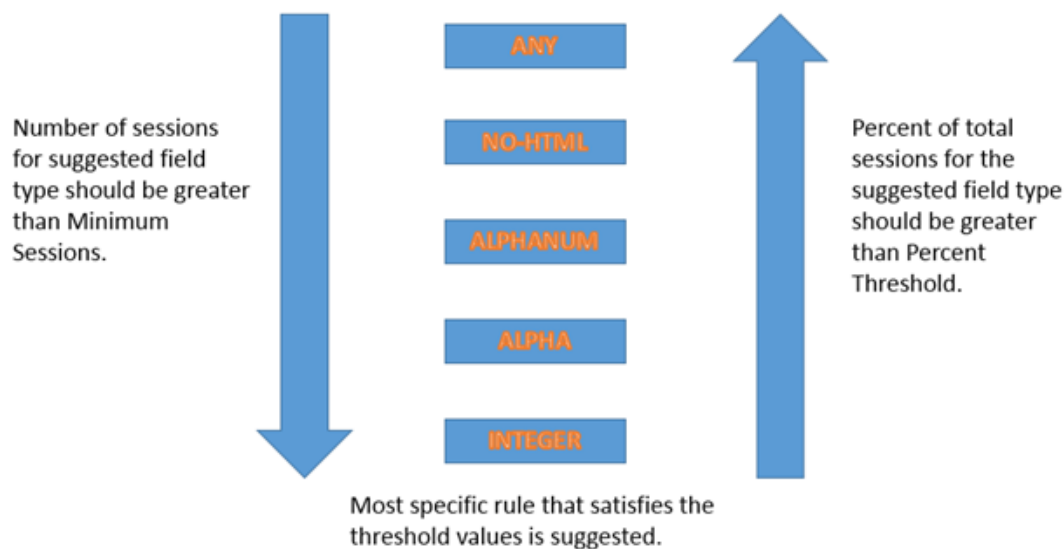 ANY
Number of sessions
for suggested field
type should be greater
than Minimum
Sessions.
NO-HTML
ALPHANUM
ALPHA
INTEGER
Percent of total
sessions for the
suggested field type
should be greater
than Percent
Threshold.
Most specific rule that satisfies the
threshold values is suggested.